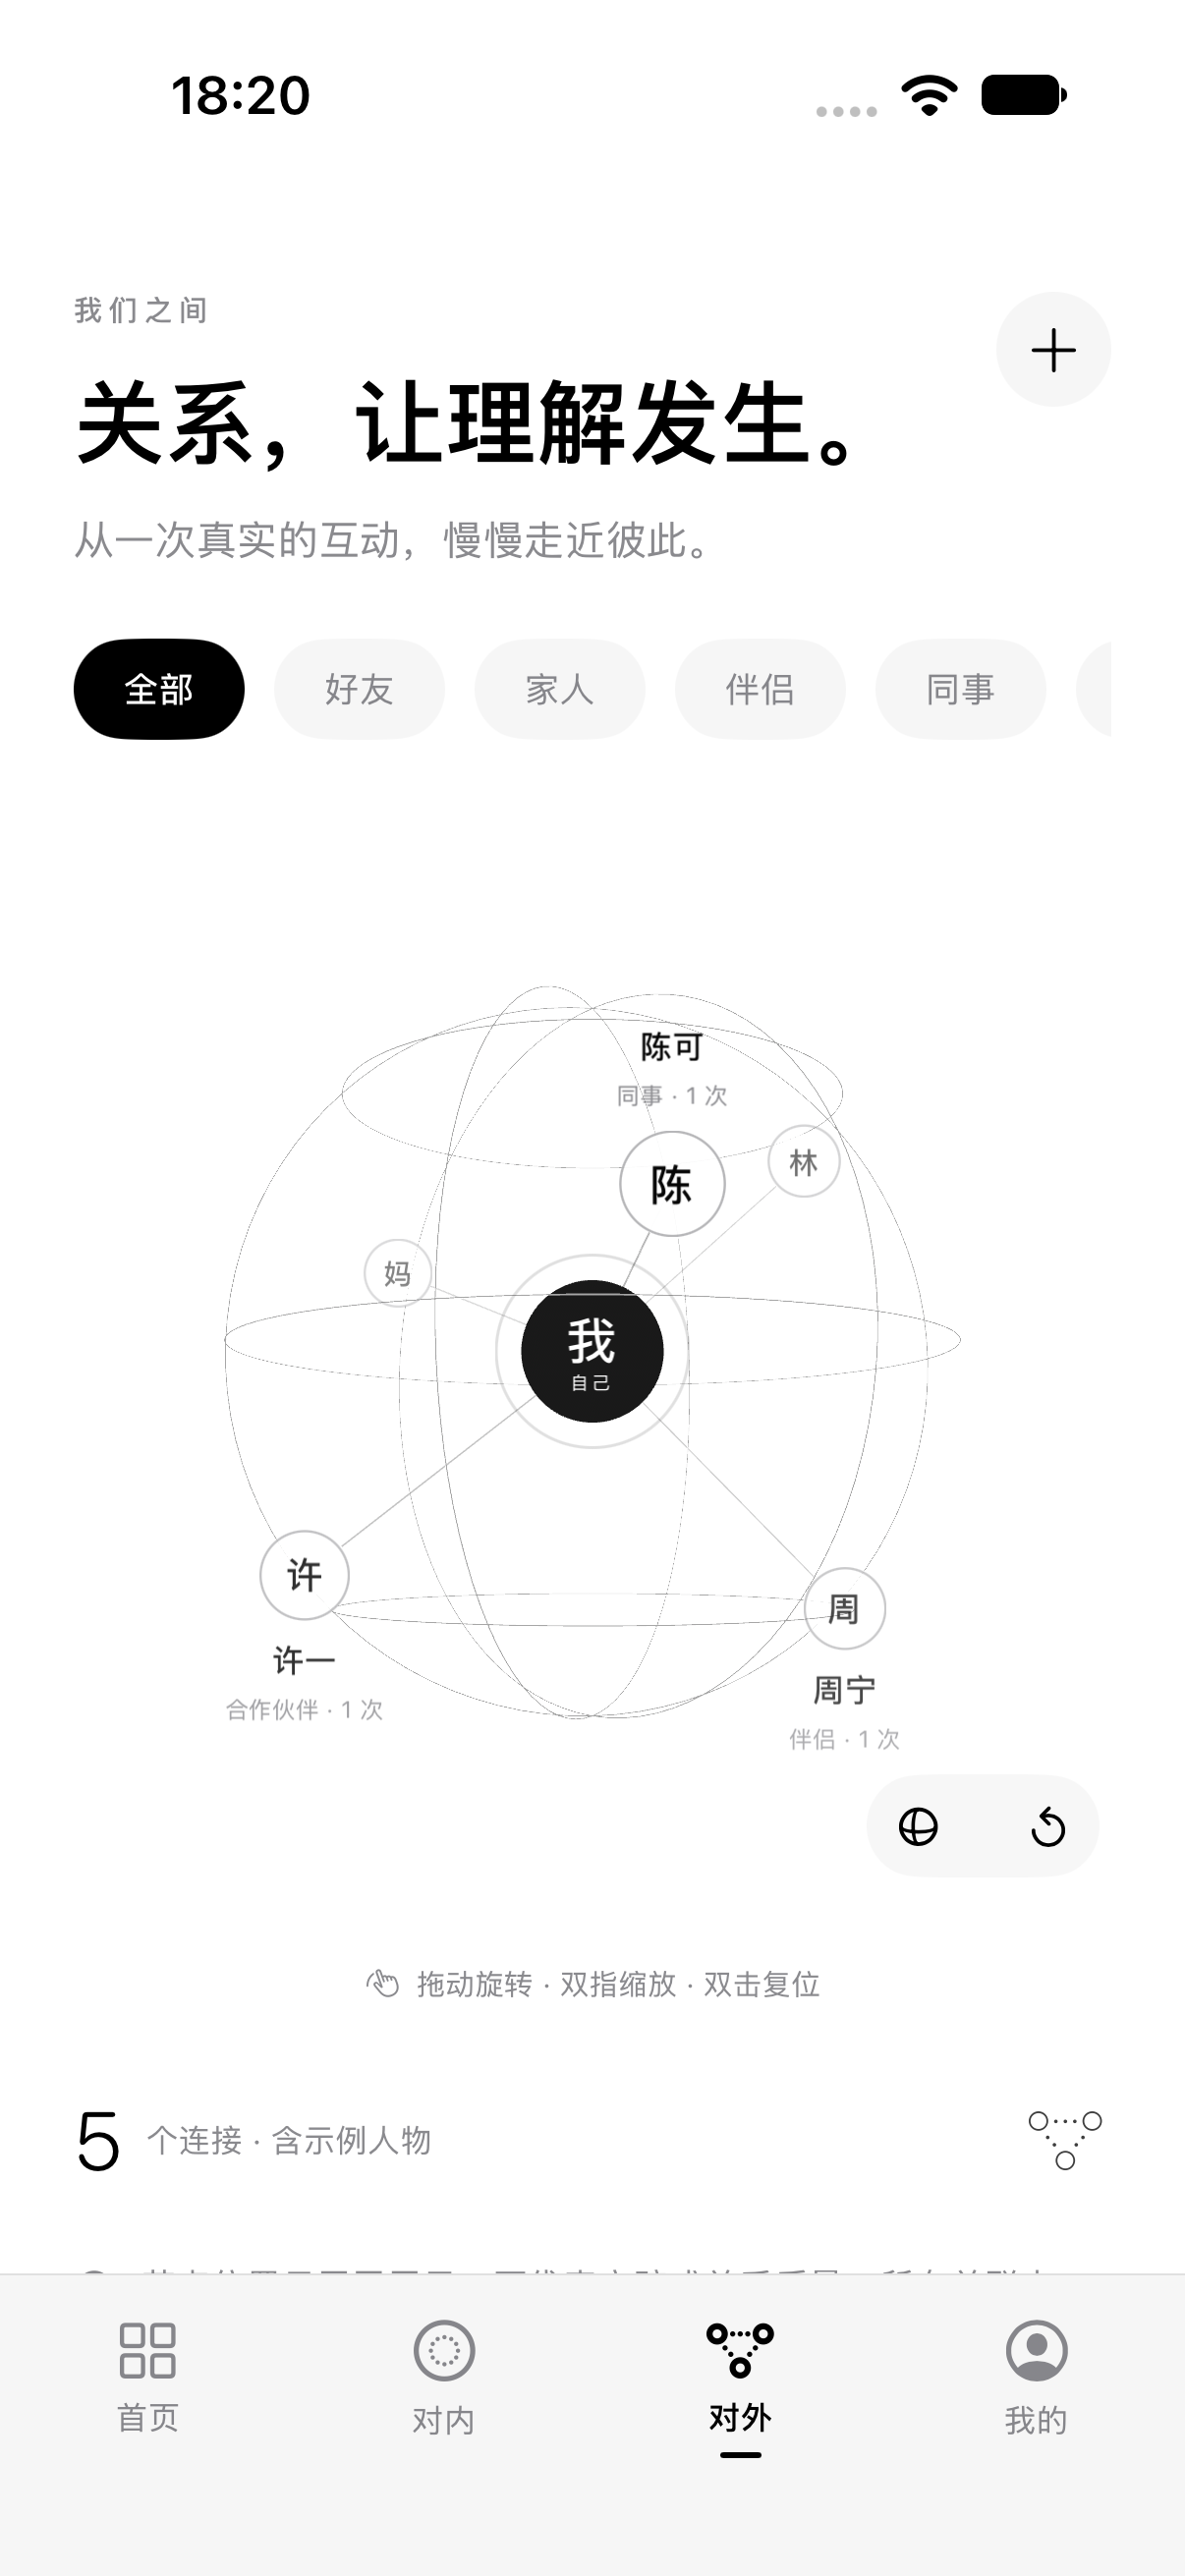 18:20
我们之间
关系，让理解发生。
从一次真实的互动，慢慢走近彼此。
全部
好友
家人
伴侣
同事
陈可
同事 · 1 次
陈
林
妈
我
自己
许
许一
合作伙伴 · 1 次
周
周宁
伴侣 · 1 次
拖动旋转 · 双指缩放 · 双击复位
5 个连接 · 含示例人物
首页
对内
对外
我的